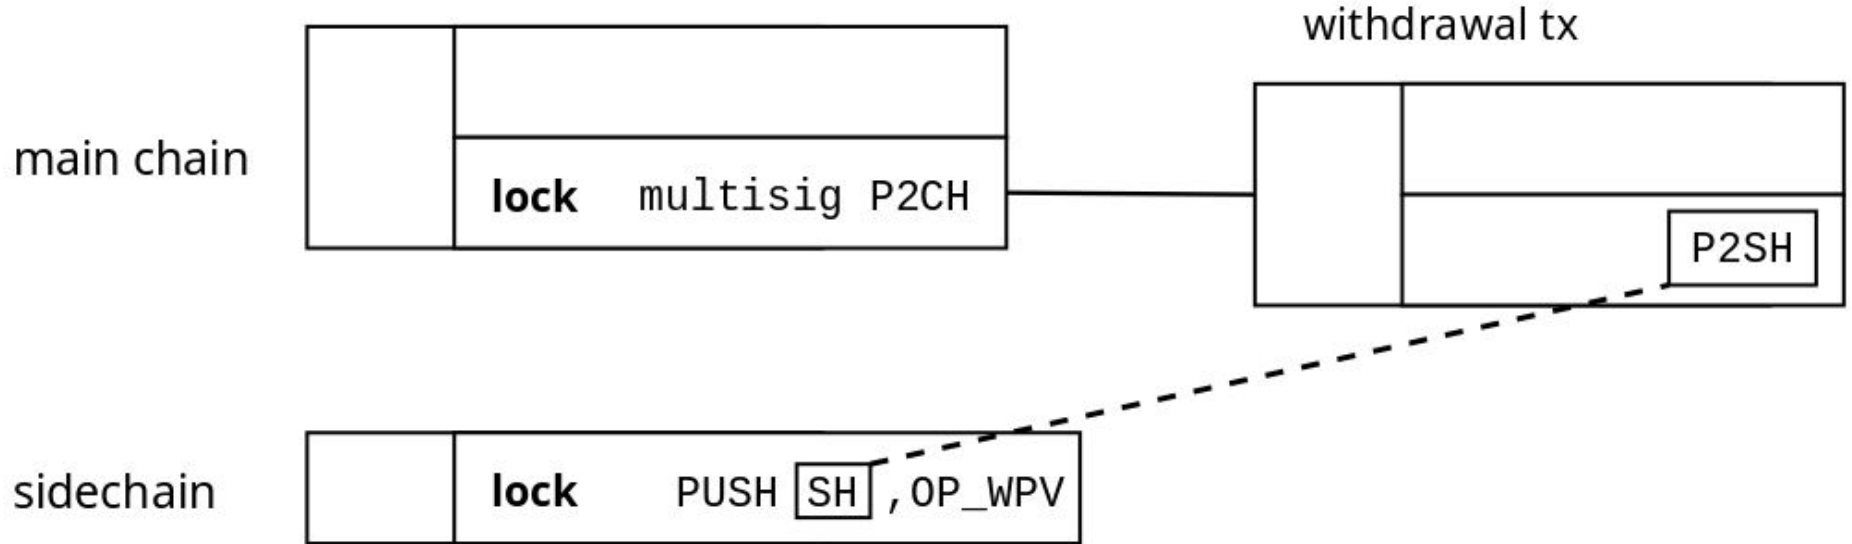 withdrawal tx
main chain
lock multisig P2CH
P2SH
sidechain
lock PUSH SH ,OP_WPV